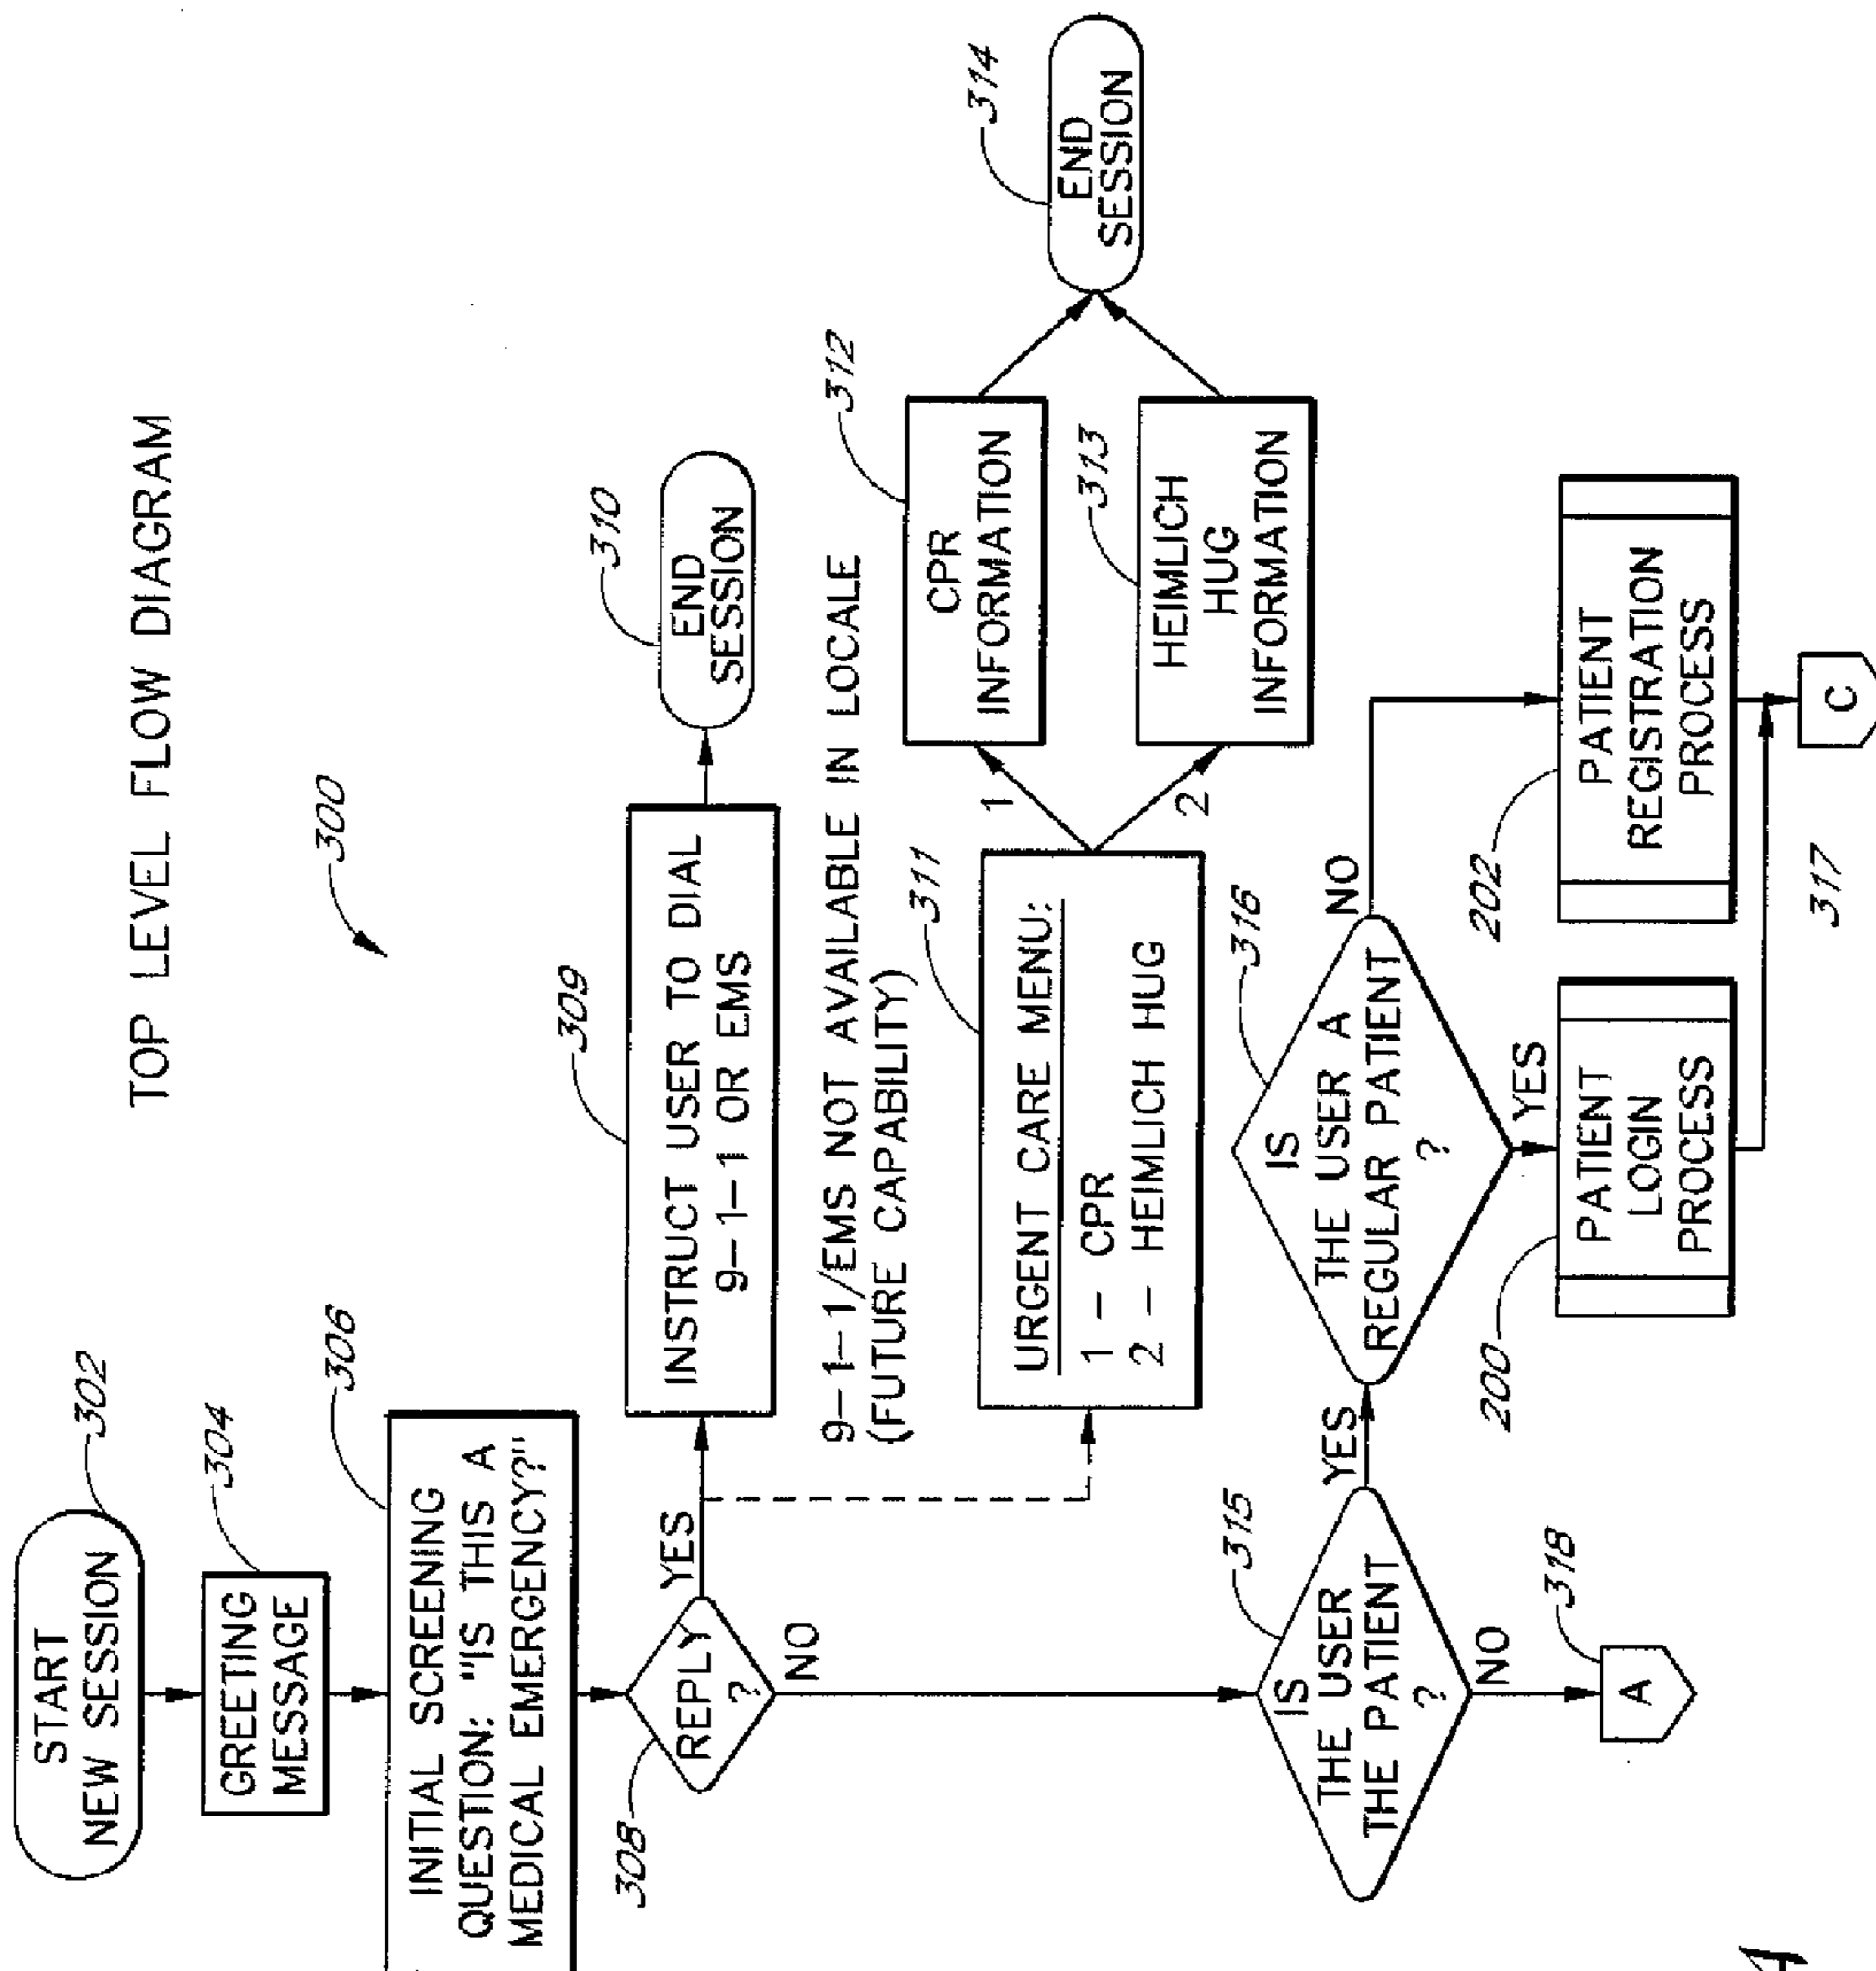 TOP LEVEL FLOW DIAGRAM
300
START
NEW SESSION
302
GREETING
MESSAGE
304
INITIAL SCREENING
QUESTION: "IS THIS A
MEDICAL EMERGENCY?"
306
REPLY
?
308
YES
NO
INSTRUCT USER TO DIAL
9-1-1 OR EMS
309
END
SESSION
310
9-1-1/EMS NOT AVAILABLE IN LOCALE
(FUTURE CAPABILITY)
URGENT CARE MENU:
1 - CPR
2 - HEIMLICH HUG
311
1
2
CPR
INFORMATION
312
HEIMLICH
HUG
INFORMATION
313
END
SESSION
314
IS
THE USER
THE PATIENT
?
315
YES
NO
A
318
IS
THE USER A
REGULAR PATIENT
?
316
NO
YES
PATIENT
LOGIN
PROCESS
200
PATIENT
REGISTRATION
PROCESS
202
317
C
A